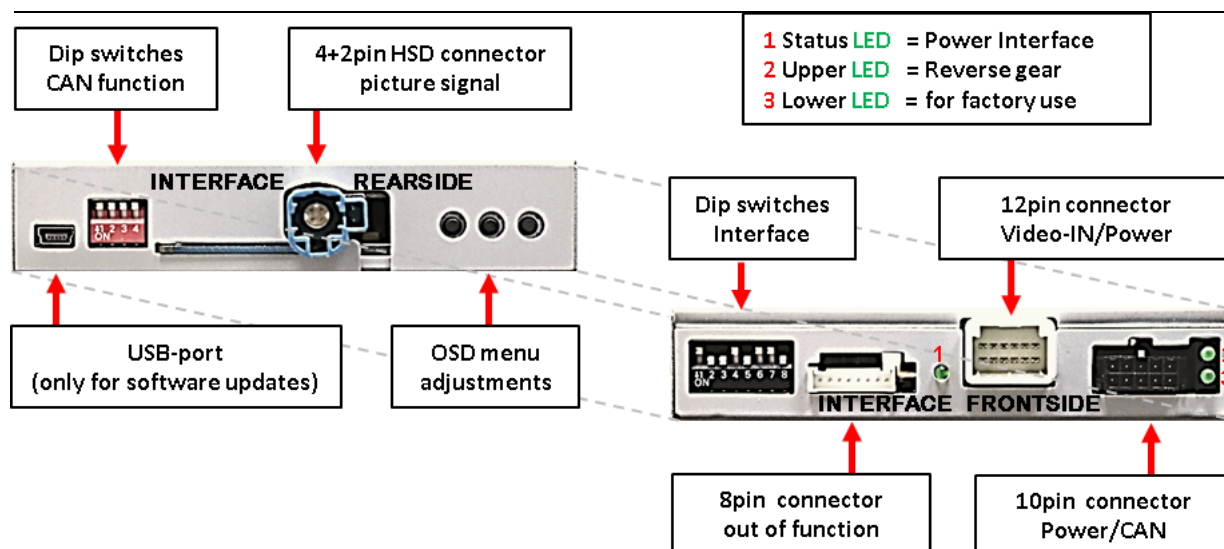 Dip switches
CAN function
4+2pin HSD connector
picture signal
1 Status LED = Power Interface
2 Upper LED = Reverse gear
3 Lower LED = for factory use
INTERFACE REARSIDE
1 2 3 4
ON
Dip switches
Interface
12pin connector
Video-IN/Power
USB-port
(only for software updates)
OSD menu
adjustments
1
1 2 3 4 5 6 7 8
ON
3
INTERFACE FRONTSIDE
8pin connector
out of function
10pin connector
Power/CAN